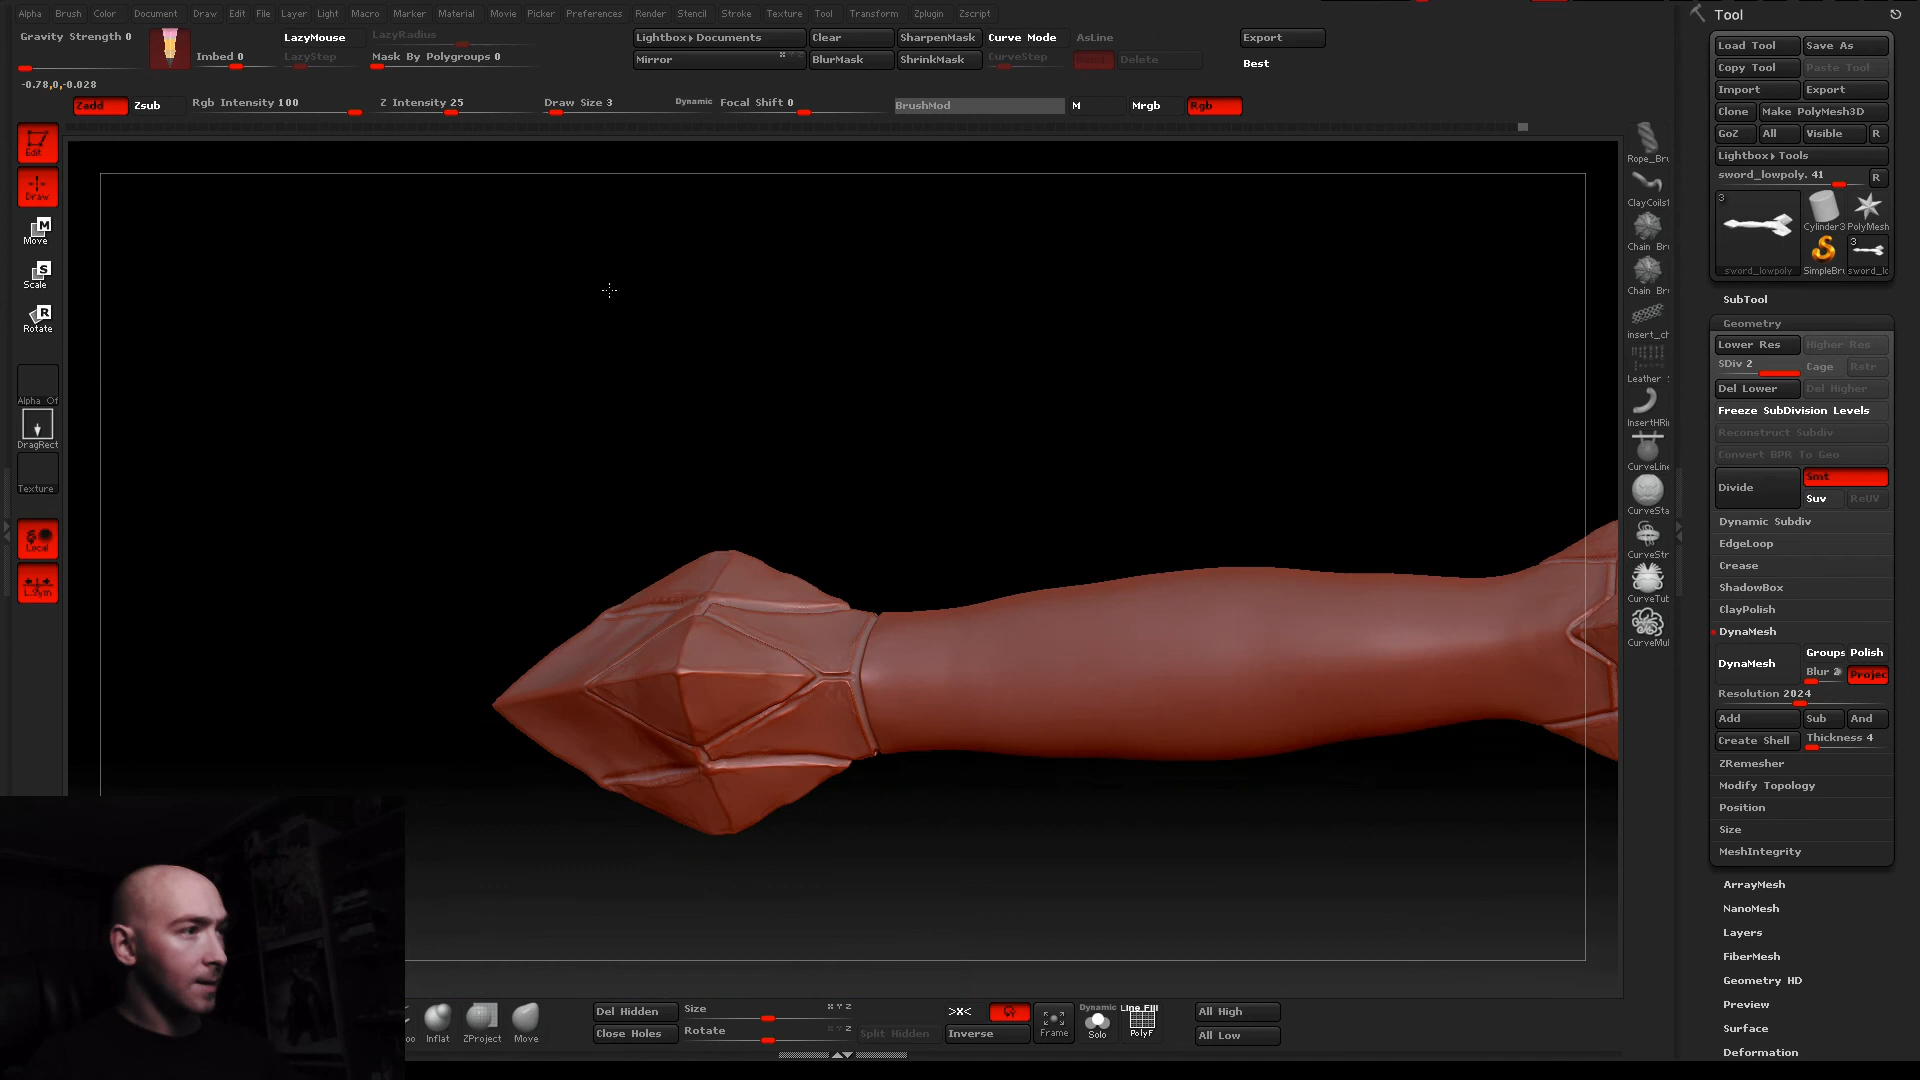 Alpha Brush Color Document Draw Edit File Layer Light Macro Marker Material Movie Picker Preferences Render Stencil Stroke Texture Tool Transform Zplugin Zscript
Tool
Gravity Strength 0
Imbed 0
LazyMouse
LazyStep
LazyRadius
Mask By Polygroups 0
Lightbox▸Documents
Mirror
X Y Z
Clear
BlurMask
SharpenMask
ShrinkMask
Curve Mode
CurveStep
AsLine
Delete
Export
Best
-0.78,0,-0.028
Zadd Zsub Rgb Intensity 100 Z Intensity 25 Draw Size 3 Dynamic Focal Shift 0 BrushMod M Mrgb Rgb
Edit
Draw
Move
Scale
Rotate
Alpha Of
DragRect
Texture
Local
L.Sym
Rope_Bru
ClayCoils1
Chain Br
Chain Br
insert_ch
Leather
InsertHRi
CurveLine
CurveSta
CurveStr
CurveTub
CurveMul
Load Tool Save As
Copy Tool Paste Tool
Import Export
Clone Make PolyMesh3D
GoZ All Visible R
Lightbox▸Tools
sword_lowpoly. 41 R
3
Cylinder3 PolyMesh
3
sword_lowpoly SimpleBru sword_lo
SubTool
Geometry
Lower Res Higher Res
SDiv 2 Cage Rstr
Del Lower Del Higher
Freeze SubDivision Levels
Reconstruct Subdiv
Convert BPR To Geo
Divide Smt
Suv ReUV
Dynamic Subdiv
EdgeLoop
Crease
ShadowBox
ClayPolish
DynaMesh
DynaMesh Groups Polish
Blur 2 Projec
Resolution 2024
Add Sub And
Create Shell Thickness 4
ZRemesher
Modify Topology
Position
Size
MeshIntegrity
ArrayMesh
NanoMesh
Layers
FiberMesh
Geometry HD
Preview
Surface
Deformation
Inflat ZProject Move
Del Hidden
Close Holes
Size X Y Z
Rotate Z
Split Hidden
>X<
Inverse
Frame
Dynamic
Solo
Line Fill
PolyF
All High
All Low